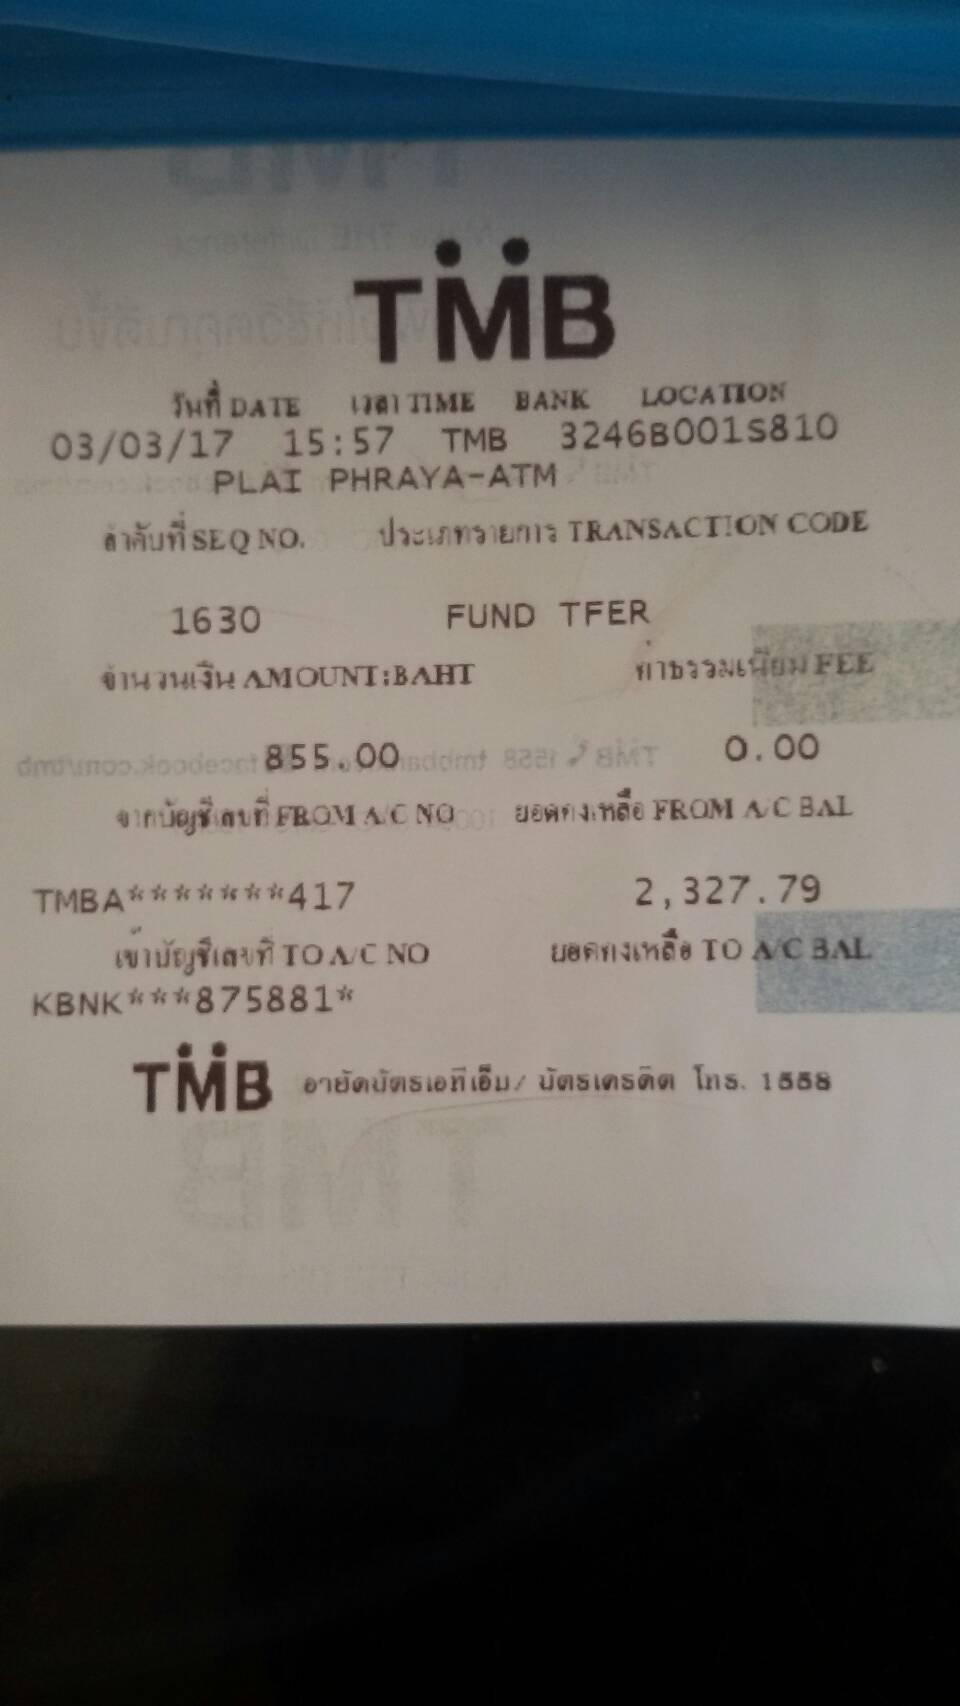 TMB
วันที่ DATE เวลา TIME BANK LOCATION
03/03/17 15:57 TMB 3246B001S810
PLAI PHRAYA-ATM
ลำดับที่ SEQ NO. ประเภทรายการ TRANSACTION CODE
1630 FUND TFER
จำนวนเงิน AMOUNT:BAHT ค่าธรรมเนียม FEE
855.00 0.00
จากบัญชีเลขที่ FROM A/C NO ยอดคงเหลือ FROM A/C BAL
TMBA*******417 2,327.79
เข้าบัญชีเลขที่ TO A/C NO ยอดคงเหลือ TO A/C BAL
KBNK***875881*
TMB อายัดบัตรเอทีเอ็ม/ บัตรเครดิต โทร. 1558